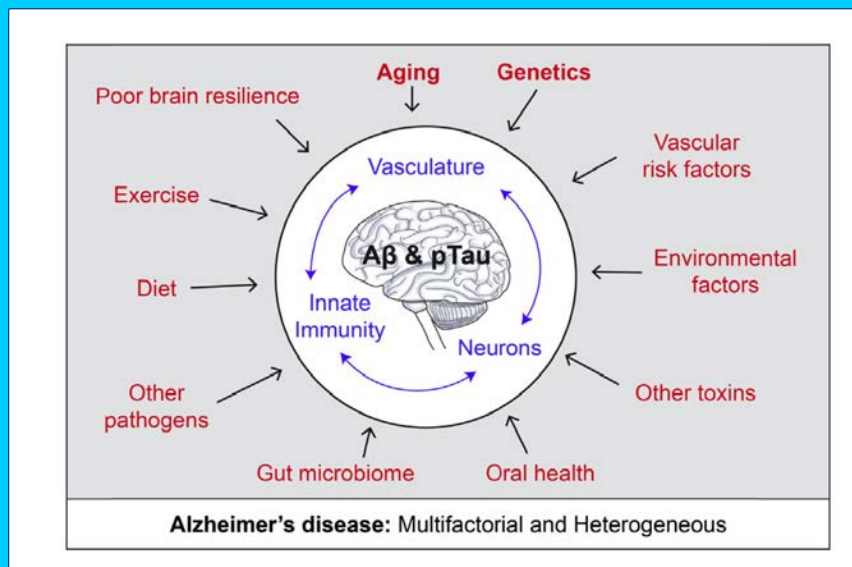 Aging
Genetics
Poor brain resilience
Vascular
risk factors
Vasculature
Exercise
Aβ & pTau
Environmental
factors
Diet
Innate
Immunity
Neurons
Other
pathogens
Other toxins
Gut microbiome
Oral health
Alzheimer's disease: Multifactorial and Heterogeneous